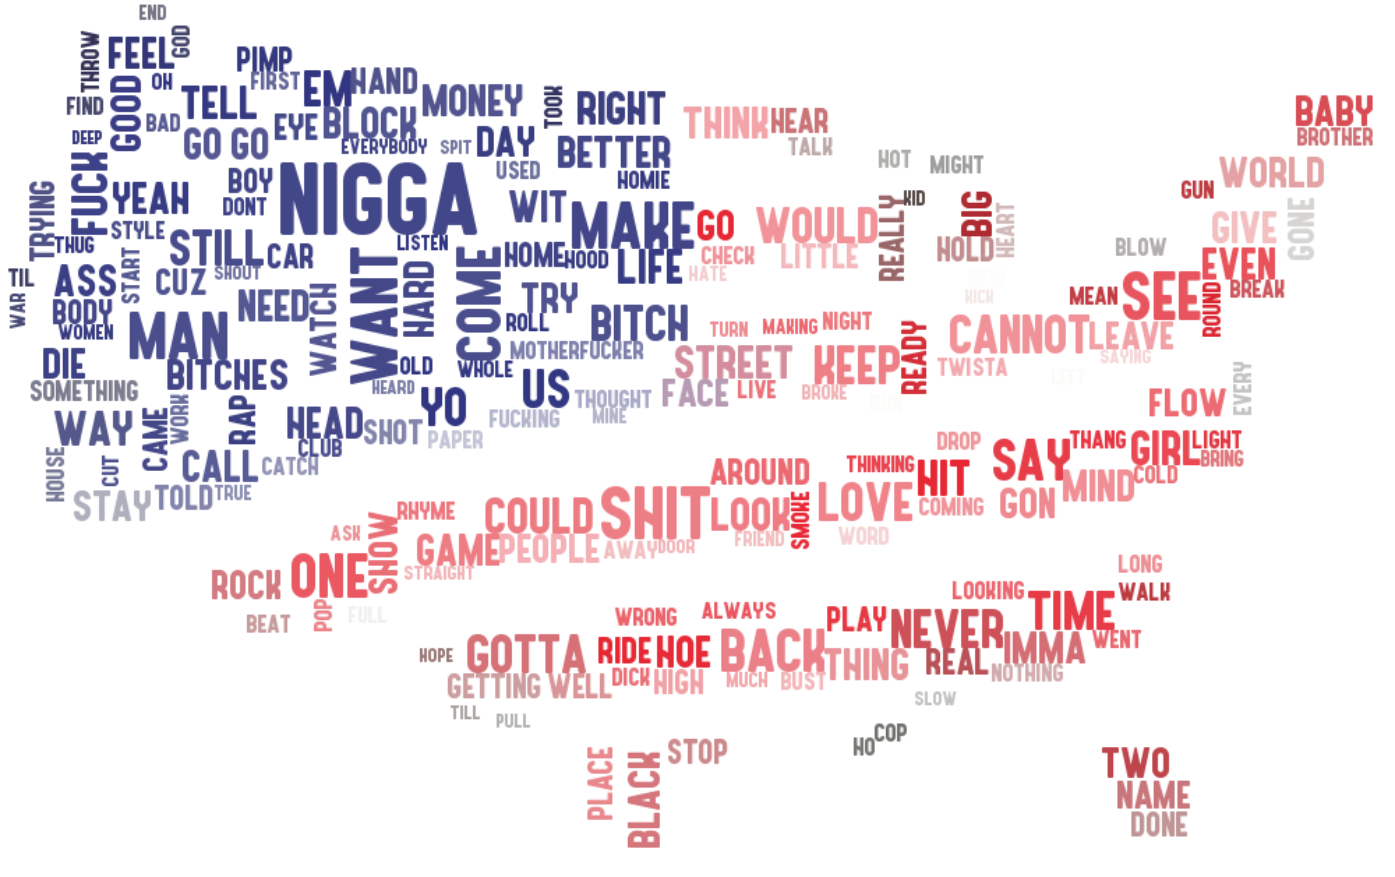 END
THROW
FEEL
GOD
PIMP
FIRST
EM
HAND
MONEY
TOOK
RIGHT
THINK
HEAR
TALK
BABY
BROTHER
FIND
GOOD
OH
TELL
BAD
GO GO
EYE
BLOCK
EVERYBODY
SPIT
DAY
USED
BETTER
HOMIE
HOT
MIGHT
KID
GUN
WORLD
DEEP
FUCK
YEAH
BOY
DONT
NIGGA
WIT
MAKE
GO
WOULD
REALLY
BIG
HEART
HOLD
GIVE
GONE
TRYING
THUG
STYLE
STILL
CAR
LISTEN
HOME
HOOD
LIFE
CHECK
HATE
LITTLE
BLOW
EVEN
BREAK
TIL
ASS
START
CUZ
SHOUT
WANT
HARD
COME
TRY
KICK
MEAN
SEE
ROUND
WAR
BODY
WOMEN
MAN
NEED
WATCH
ROLL
BITCH
TURN
MAKING
NIGHT
READY
CANNOT
LEAVE
SAYING
DIE
BITCHES
OLD
WHOLE
MOTHERFUCKER
STREET
KEEP
TWISTA
LEFT
SOMETHING
HEARD
YO
US
THOUGHT
MINE
FACE
LIVE
BROKE
FLOW
EVERY
WAY
CAME
WORK
RAP
HEAD
CLUB
SHOT
PAPER
FUCKING
DROP
SAY
THANG
GIRL
LIGHT
BRING
HOUSE
CUT
CALL
CATCH
AROUND
THINKING
HIT
MIND
COLD
STAY
TOLD
TRUE
RHYME
COULD
SHIT
LOOK
SMOKE
LOVE
COMING
GON
ASK
SHOW
GAME
PEOPLE
AWAY
DOOR
FRIEND
WORD
ROCK
ONE
STRAIGHT
LONG
BEAT
POP
FULL
WRONG
ALWAYS
PLAY
NEVER
LOOKING
TIME
WALK
HOPE
GOTTA
RIDE
HOE
BACK
THING
REAL
IMMA
WENT
GETTING
WELL
DICK
HIGH
MUCH
BUST
NOTHING
TILL
PULL
SLOW
PLACE
BLACK
STOP
HO
COP
TWO
NAME
DONE